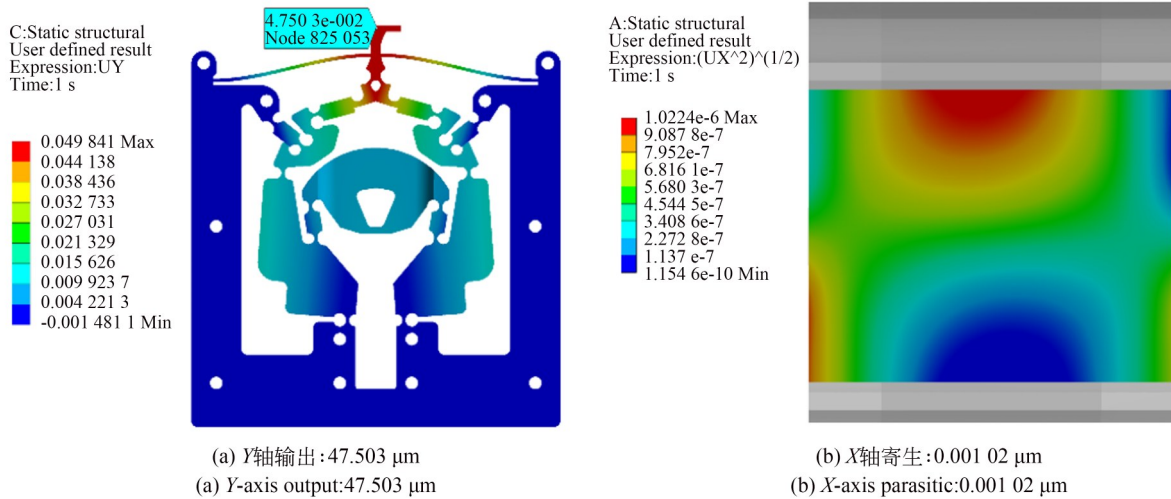 4.750 3e-002
Node 825 053
C:Static structural
User defined result
Expression:UY
Time:1 s
0.049 841 Max
0.044 138
0.038 436
0.032 733
0.027 031
0.021 329
0.015 626
0.009 923 7
0.004 221 3
-0.001 481 1 Min
(a) Y轴输出:47.503 μm
(a) Y-axis output:47.503 μm
A:Static structural
User defined result
Expression:(UX^2)^(1/2)
Time:1 s
1.0224e-6 Max
9.087 8e-7
7.952e-7
6.816 1e-7
5.680 3e-7
4.544 5e-7
3.408 6e-7
2.272 8e-7
1.137 e-7
1.154 6e-10 Min
(b) X轴寄生:0.001 02 μm
(b) X-axis parasitic:0.001 02 μm